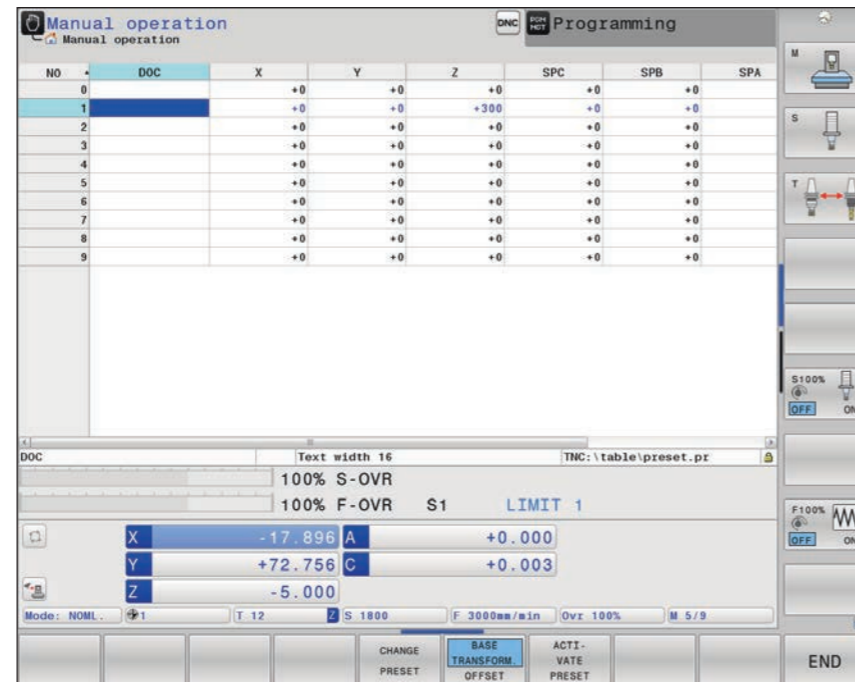 Manual operation DNC PGM MGT Programming
Manual operation
NO DOC X Y Z SPC SPB SPA
0 +0 +0 +0 +0 +0
1 +0 +0 +300 +0 +0
2 +0 +0 +0 +0 +0
3 +0 +0 +0 +0 +0
4 +0 +0 +0 +0 +0
5 +0 +0 +0 +0 +0
6 +0 +0 +0 +0 +0
7 +0 +0 +0 +0 +0
8 +0 +0 +0 +0 +0
9 +0 +0 +0 +0 +0
DOC Text width 16 TNC:\table\preset.pr
100% S-OVR
100% F-OVR S1 LIMIT 1
X -17.896 A +0.000
Y +72.756 C +0.003
Z -5.000
Mode: NOML. 1 T 12 Z S 1800 F 3000mm/min Ovr 100% M 5/9
CHANGE
PRESET
BASE
TRANSFORM.
OFFSET
ACTI-
VATE
PRESET
END
M
S
T
S100%
OFF ON
F100%
OFF ON